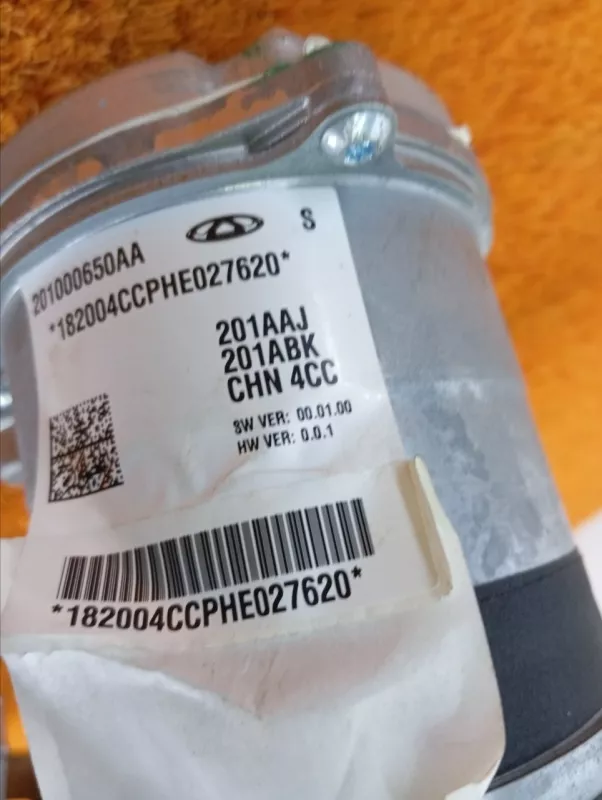 S
201000650AA
*182004CCPHE027620*
201AAJ
201ABK
CHN 4CC
SW VER: 00.01.00
HW VER: 0.0.1
*182004CCPHE027620*